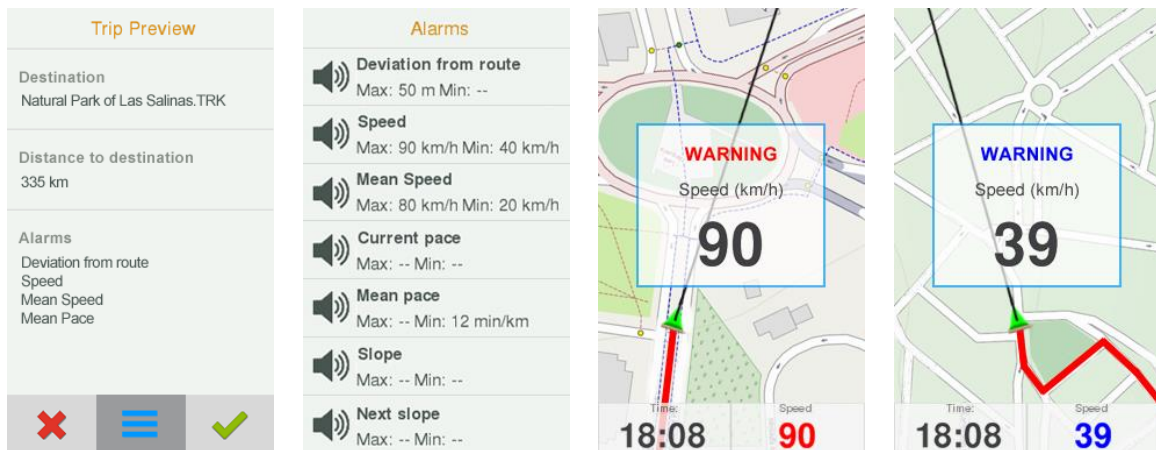 Trip Preview
Destination
Natural Park of Las Salinas.TRK
Distance to destination
335 km
Alarms
Deviation from route
Speed
Mean Speed
Mean Pace
Alarms
Deviation from route
Max: 50 m Min: --
Speed
Max: 90 km/h Min: 40 km/h
Mean Speed
Max: 80 km/h Min: 20 km/h
Current pace
Max: -- Min: --
Mean pace
Max: -- Min: 12 min/km
Slope
Max: -- Min: --
Next slope
Max: -- Min: --
WARNING
Speed (km/h)
90
Time: Speed
18:08 90
WARNING
Speed (km/h)
39
Time: Speed
18:08 39